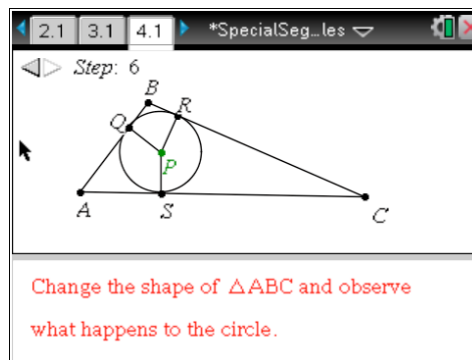 2.1 3.1 4.1 *SpecialSeg...les
Step: 6
B
R
Q
P
A
S
C
Change the shape of △ABC and observe
what happens to the circle.